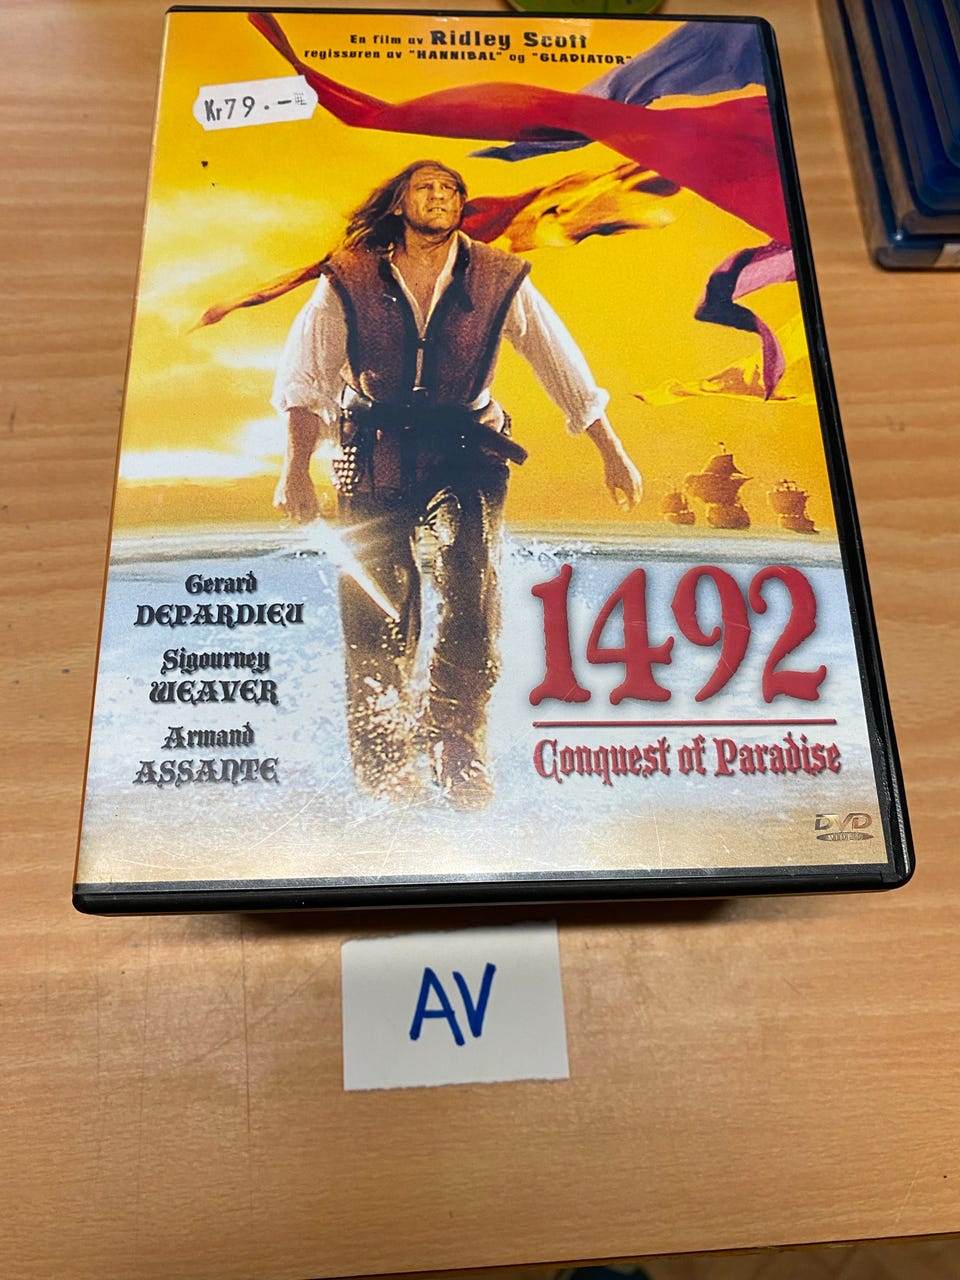 En film av Ridley Scott
regissøren av "HANNIBAL" og "GLADIATOR"
Kr79.-
Gerard
DEPARDIEU
Sigourney
WEAVER
Armand
ASSANTE
1492
Conquest of Paradise
DVD
VIDEO
AV